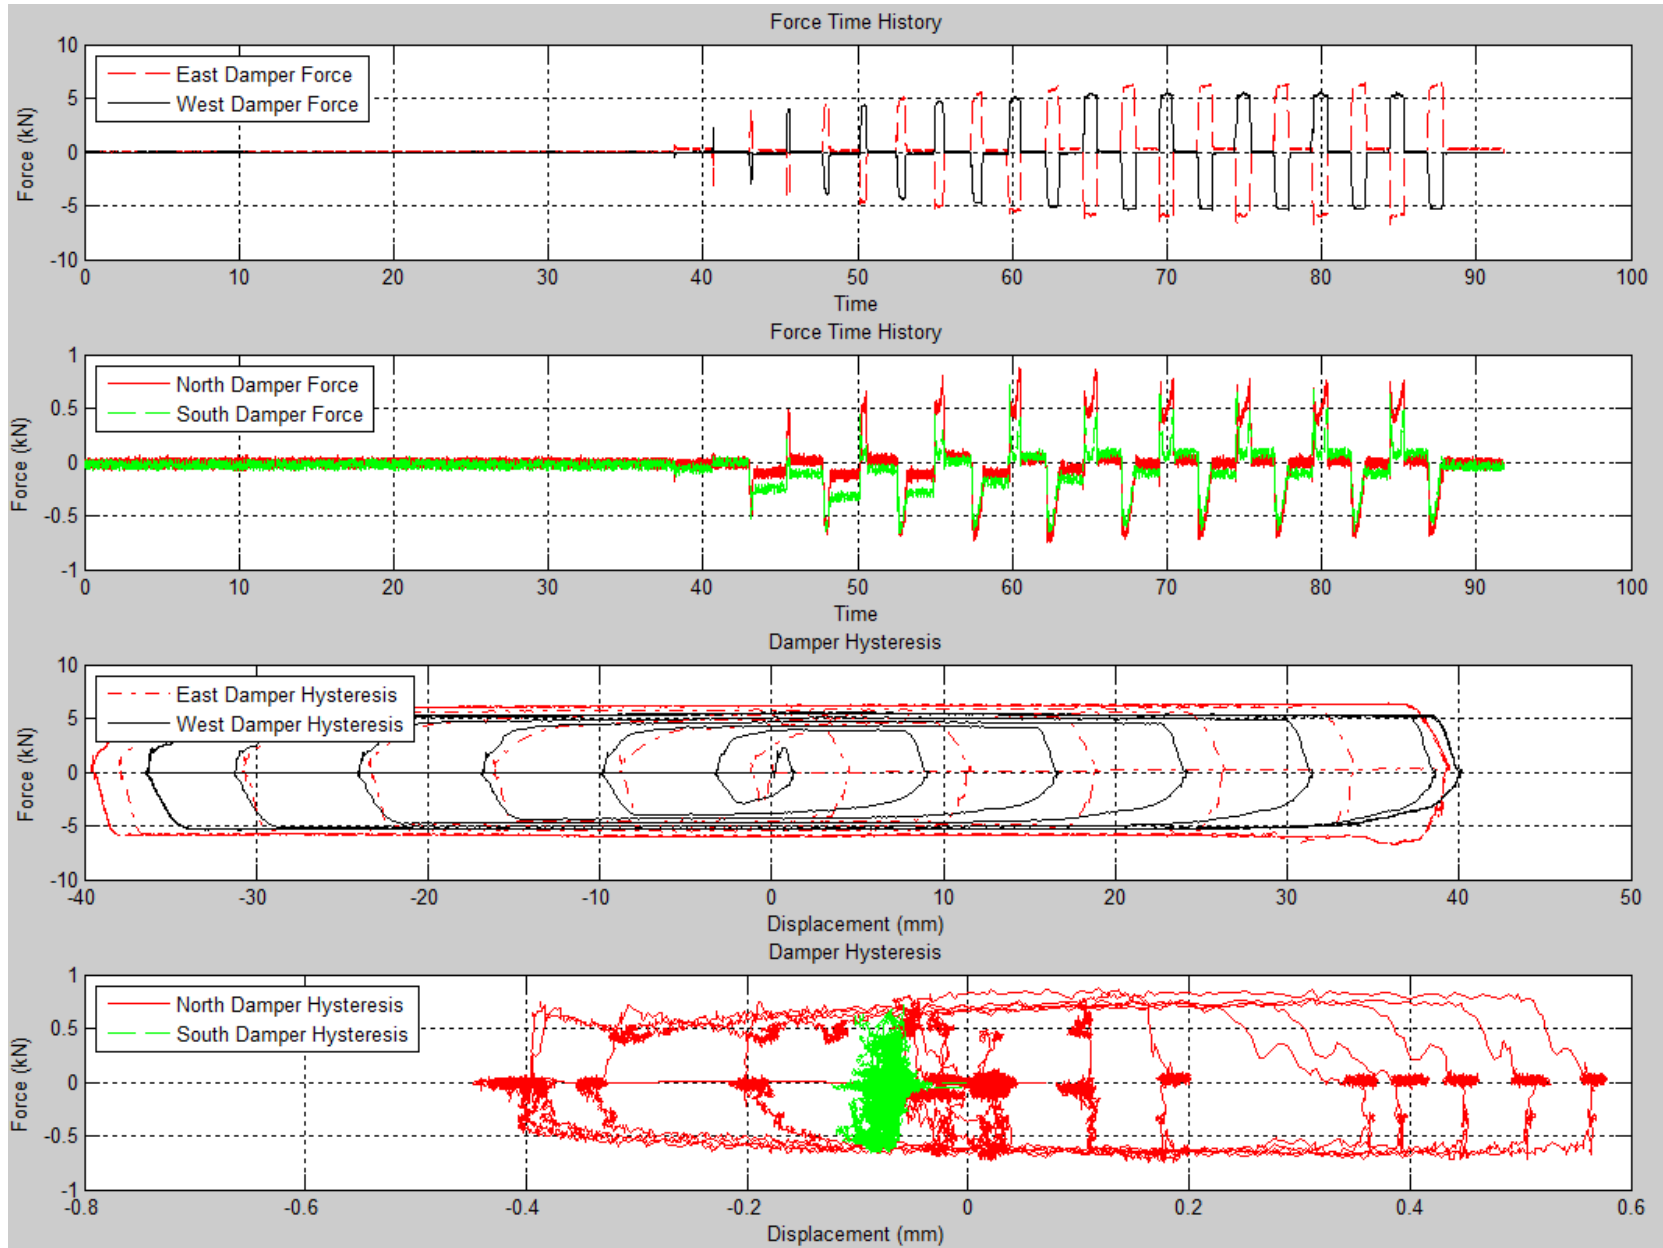 Force Time History
10
5
0
-5
-10
Force (kN)
East Damper Force
West Damper Force
0 10 20 30 40 50 60 70 80 90 100
Time
Force Time History
1
0.5
0
-0.5
-1
Force (kN)
North Damper Force
South Damper Force
0 10 20 30 40 50 60 70 80 90 100
Time
Damper Hysteresis
10
5
0
-5
-10
Force (kN)
East Damper Hysteresis
West Damper Hysteresis
-40 -30 -20 -10 0 10 20 30 40 50
Displacement (mm)
Damper Hysteresis
1
0.5
0
-0.5
-1
Force (kN)
North Damper Hysteresis
South Damper Hysteresis
-0.8 -0.6 -0.4 -0.2 0 0.2 0.4 0.6
Displacement (mm)